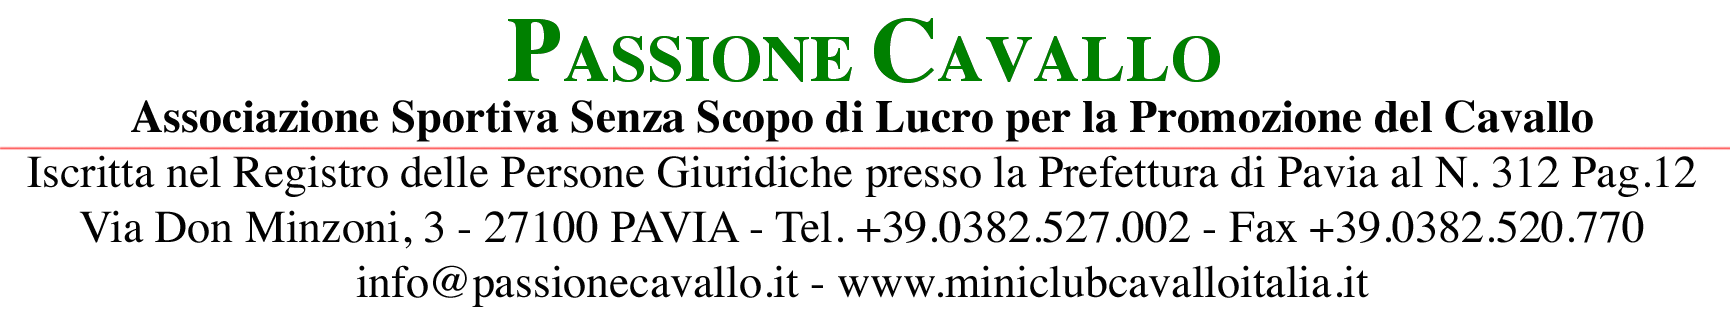 PASSIONE CAVALLO
Associazione Sportiva Senza Scopo di Lucro per la Promozione del Cavallo
Iscritta nel Registro delle Persone Giuridiche presso la Prefettura di Pavia al N. 312 Pag.12
Via Don Minzoni, 3 - 27100 PAVIA - Tel. +39.0382.527.002 - Fax +39.0382.520.770
info@passionecavallo.it - www.miniclubcavalloitalia.it